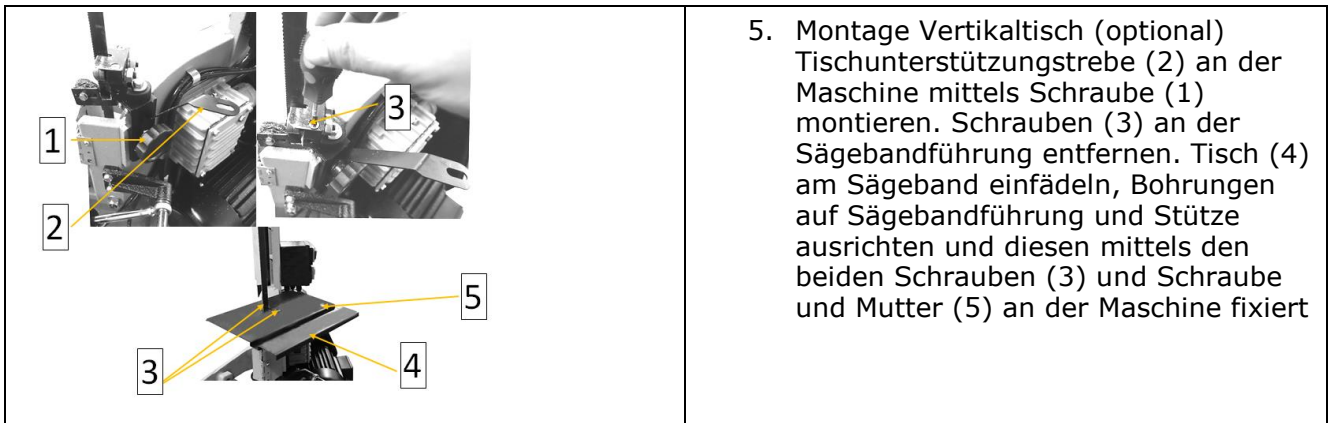 1
2
3
3
4
5
5. Montage Vertikaltisch (optional)
Tischunterstützungstrebe (2) an der
Maschine mittels Schraube (1)
montieren. Schrauben (3) an der
Sägebandführung entfernen. Tisch (4)
am Sägeband einfädeln, Bohrungen
auf Sägebandführung und Stütze
ausrichten und diesen mittels den
beiden Schrauben (3) und Schraube
und Mutter (5) an der Maschine fixiert